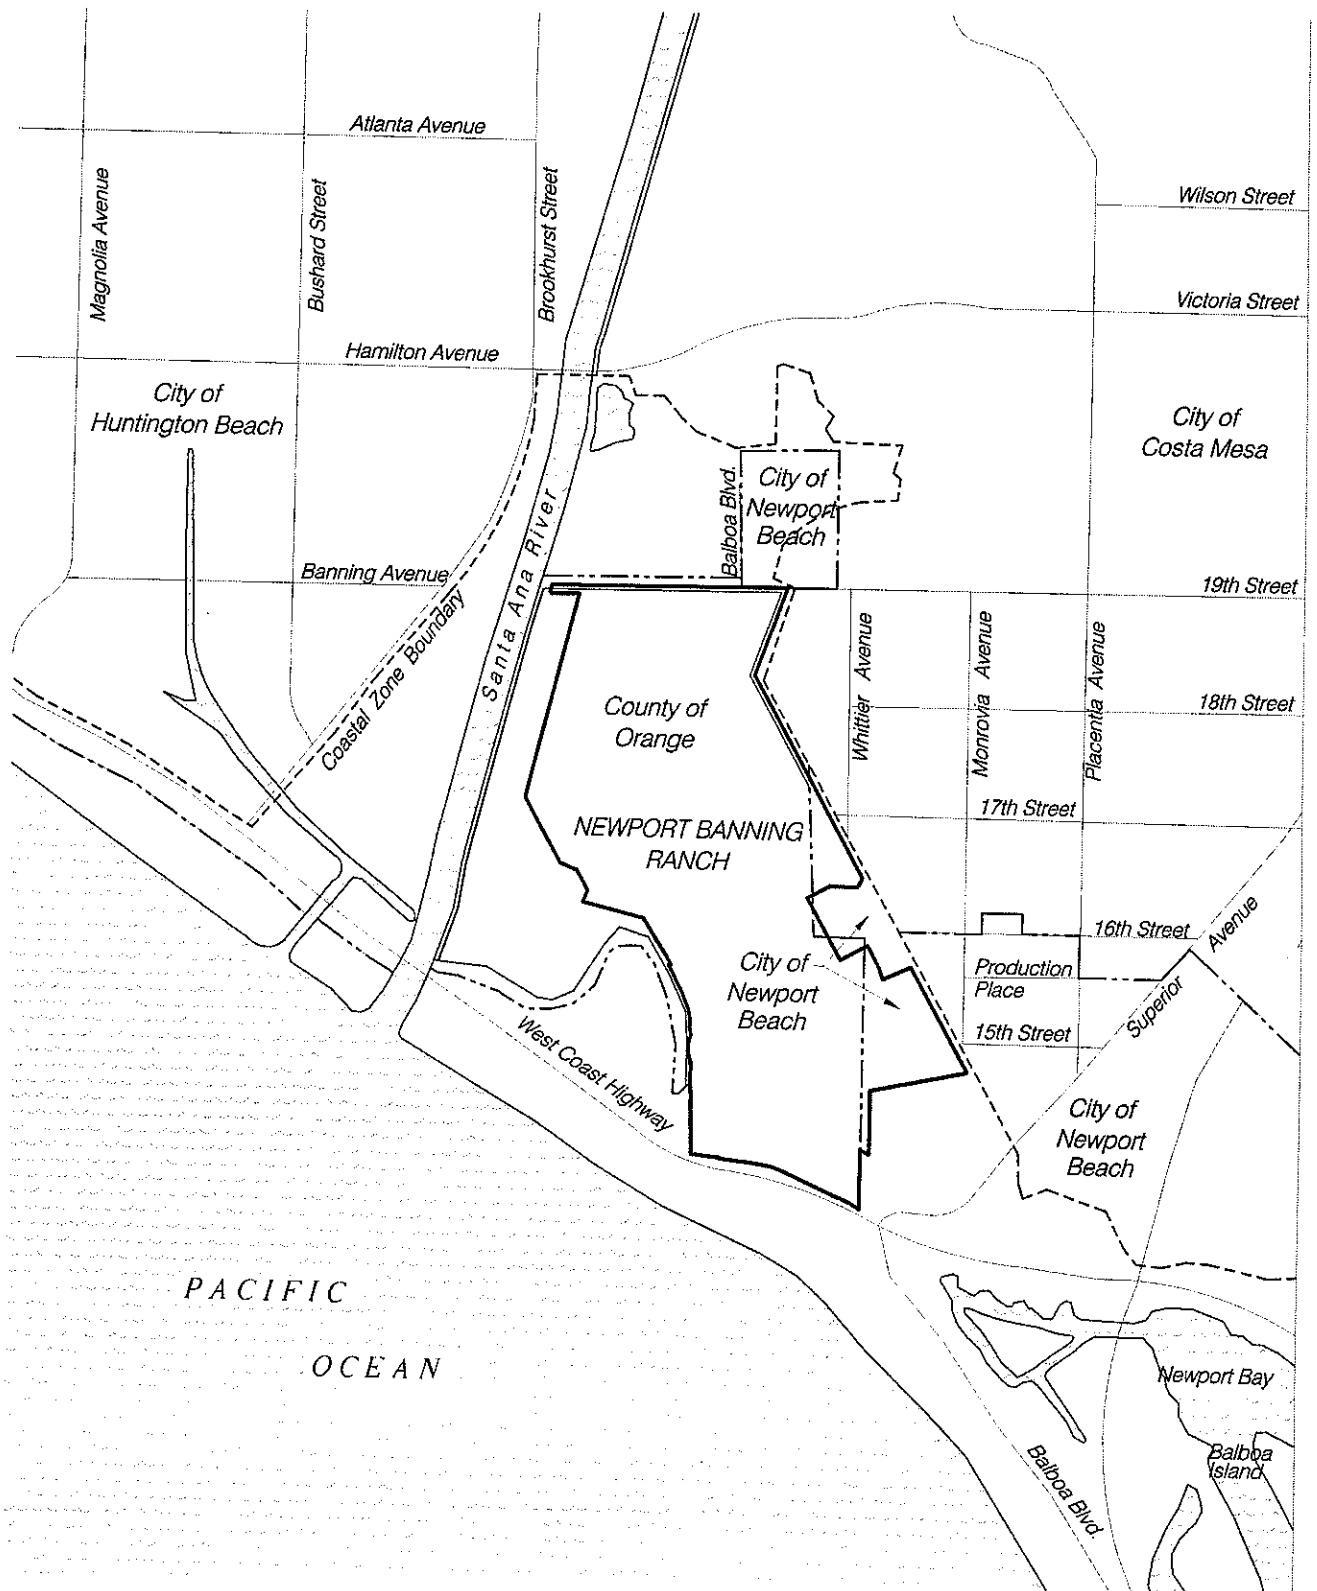 Atlanta Avenue
Magnolia Avenue
Bushard Street
Brookhurst Street
Wilson Street
Victoria Street
Hamilton Avenue
City of
Huntington Beach
City of
Costa Mesa
Balboa Blvd.
City of
Newport
Beach
Santa Ana River
Banning Avenue
19th Street
Coastal Zone Boundary
County of
Orange
Whittier Avenue
Monrovia Avenue
Placentia Avenue
18th Street
NEWPORT BANNING
RANCH
17th Street
16th Street
Superior Avenue
City of
Newport
Beach
Production
Place
15th Street
West Coast Highway
City of
Newport
Beach
PACIFIC
OCEAN
Newport Bay
Balboa
Island
Balboa Blvd.